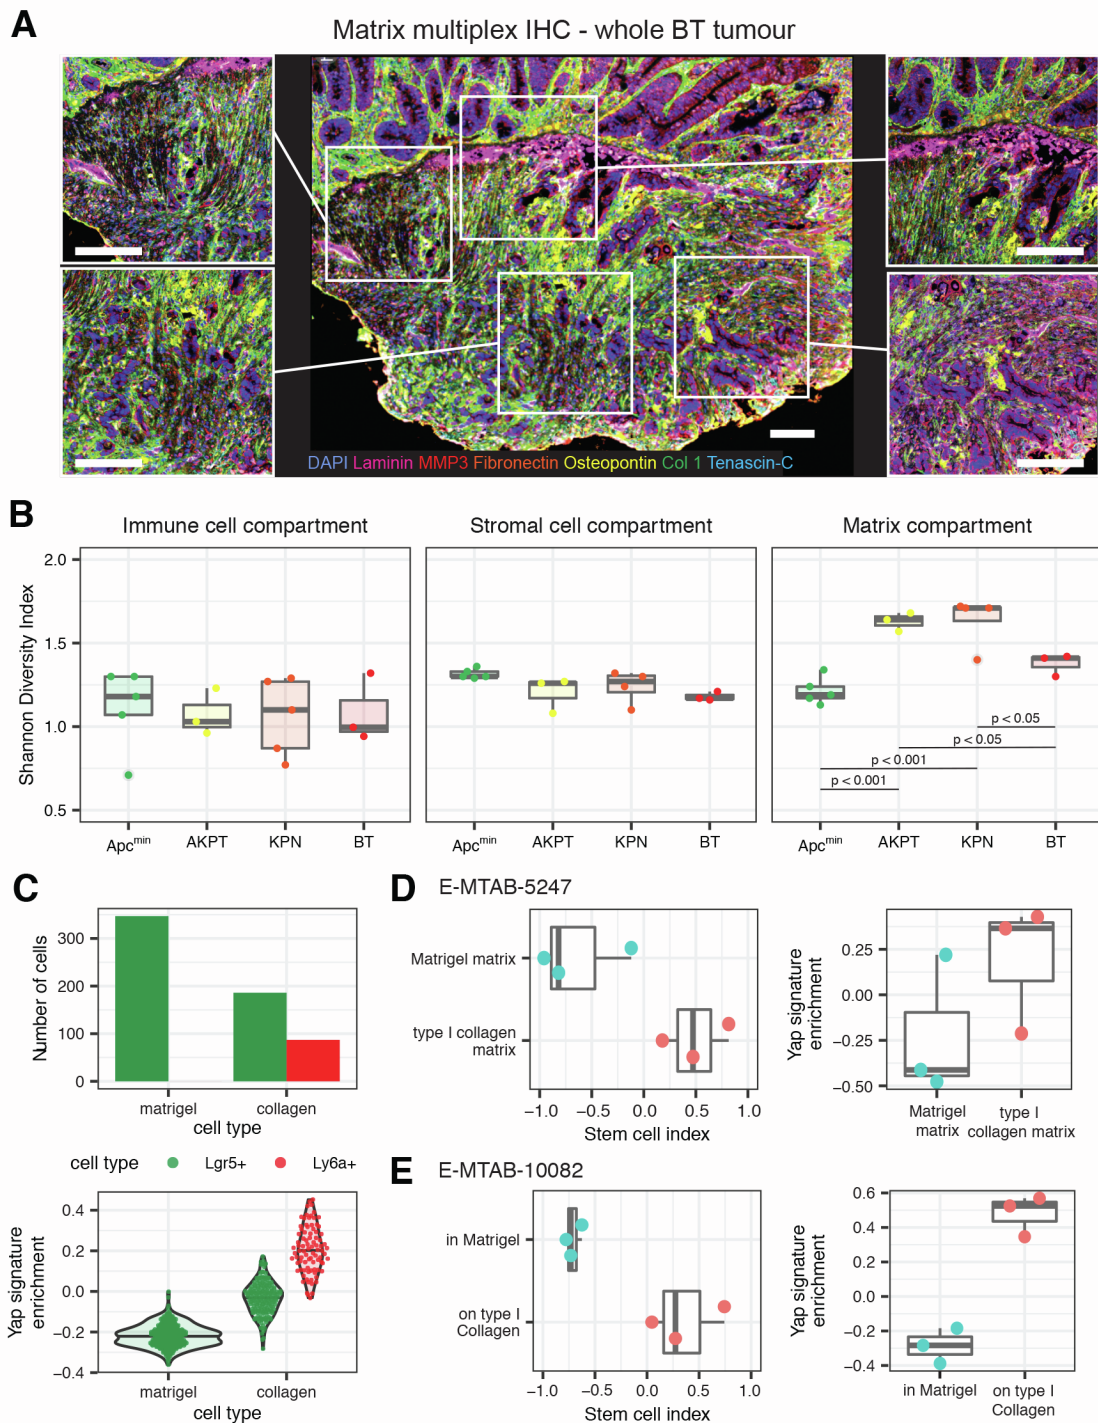 A
Matrix multiplex IHC - whole BT tumour
DAPI Laminin MMP3 Fibronectin Osteopontin Col 1 Tenascin-C
B
Immune cell compartment
Stromal cell compartment
Matrix compartment
Shannon Diversity Index
2.0
1.5
1.0
0.5
p < 0.05
p < 0.05
p < 0.001
p < 0.001
Apcmin AKPT KPN BT
Apcmin AKPT KPN BT
Apcmin AKPT KPN BT
C
Number of cells
300
200
100
0
matrigel collagen
cell type
cell type Lgr5+ Ly6a+
Yap signature
enrichment
0.4
0.2
0.0
−0.2
−0.4
matrigel collagen
cell type
D
E-MTAB-5247
Matrigel matrix
type I collagen
matrix
−1.0 −0.5 0.0 0.5 1.0
Stem cell index
Yap signature
enrichment
0.25
0.00
−0.25
−0.50
Matrigel
matrix
type I
collagen matrix
E
E-MTAB-10082
in Matrigel
on type I
Collagen
−1.0 −0.5 0.0 0.5 1.0
Stem cell index
Yap signature
enrichment
0.6
0.4
0.2
0.0
−0.2
−0.4
in Matrigel
on type I
Collagen